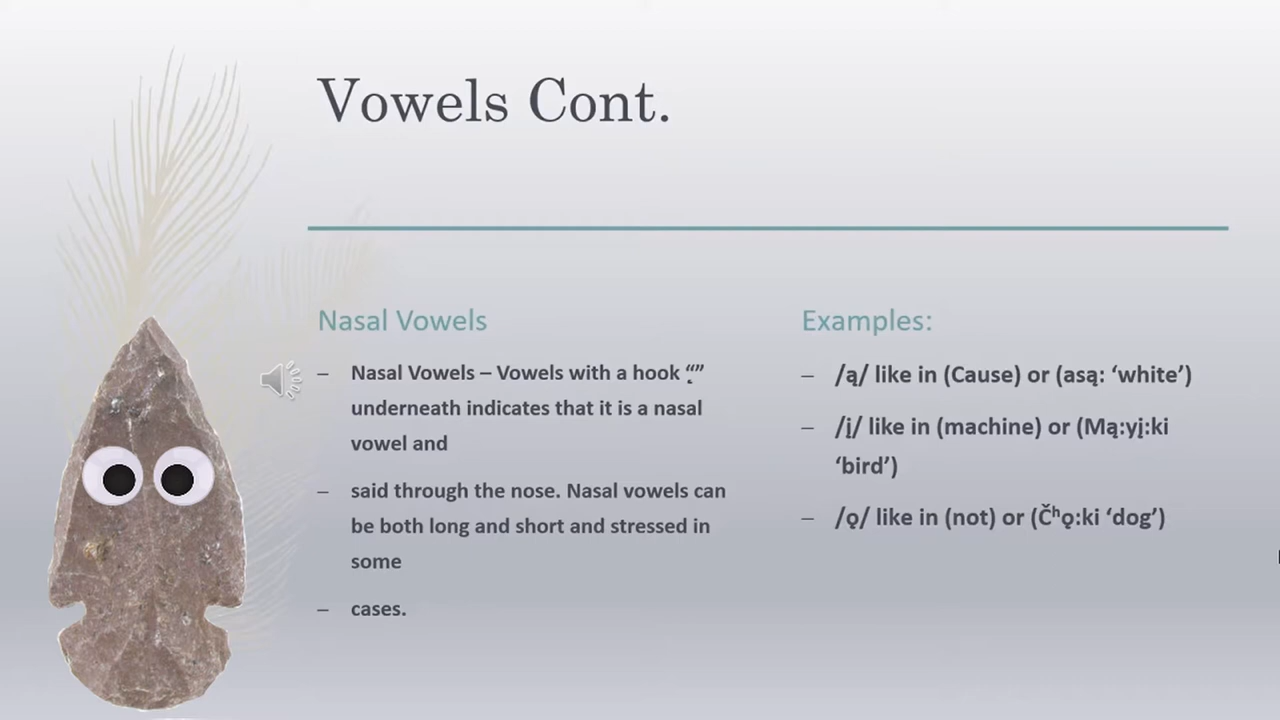 Vowels Cont.
Nasal Vowels
– Nasal Vowels – Vowels with a hook “̨”
underneath indicates that it is a nasal
vowel and
– said through the nose. Nasal vowels can
be both long and short and stressed in
some
– cases.
Examples:
– /ą/ like in (Cause) or (asą: ‘white’)
– /į/ like in (machine) or (Mą:yį:ki
‘bird’)
– /ǫ/ like in (not) or (Čʰǫ:ki ‘dog’)